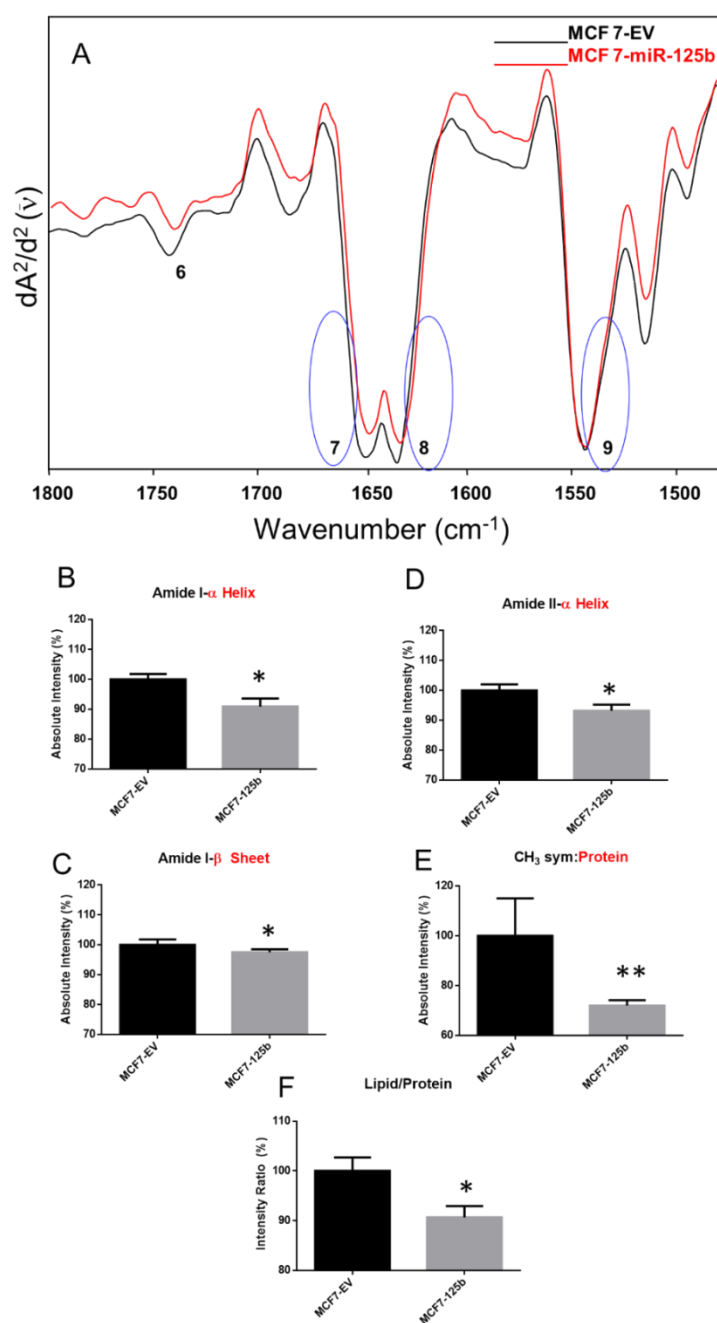 A
MCF 7-EV
MCF 7-miR-125b
dA²/d² (ν̄)
6
7
8
9
1800 1750 1700 1650 1600 1550 1500
Wavenumber (cm⁻¹)
B
Amide I-α Helix
Absolute Intensity (%)
120
110
100
90
80
70
*
MCF7-EV
MCF7-125b
D
Amide II-α Helix
Absolute Intensity (%)
120
110
100
90
80
70
*
MCF7-EV
MCF7-125b
C
Amide I-β Sheet
Absolute Intensity (%)
120
110
100
90
80
70
*
MCF7-EV
MCF7-125b
E
CH₃ sym:Protein
Absolute Intensity (%)
120
100
80
60
**
MCF7-EV
MCF7-125b
F
Lipid/Protein
Intensity Ratio (%)
110
100
90
80
*
MCF7-EV
MCF7-125b